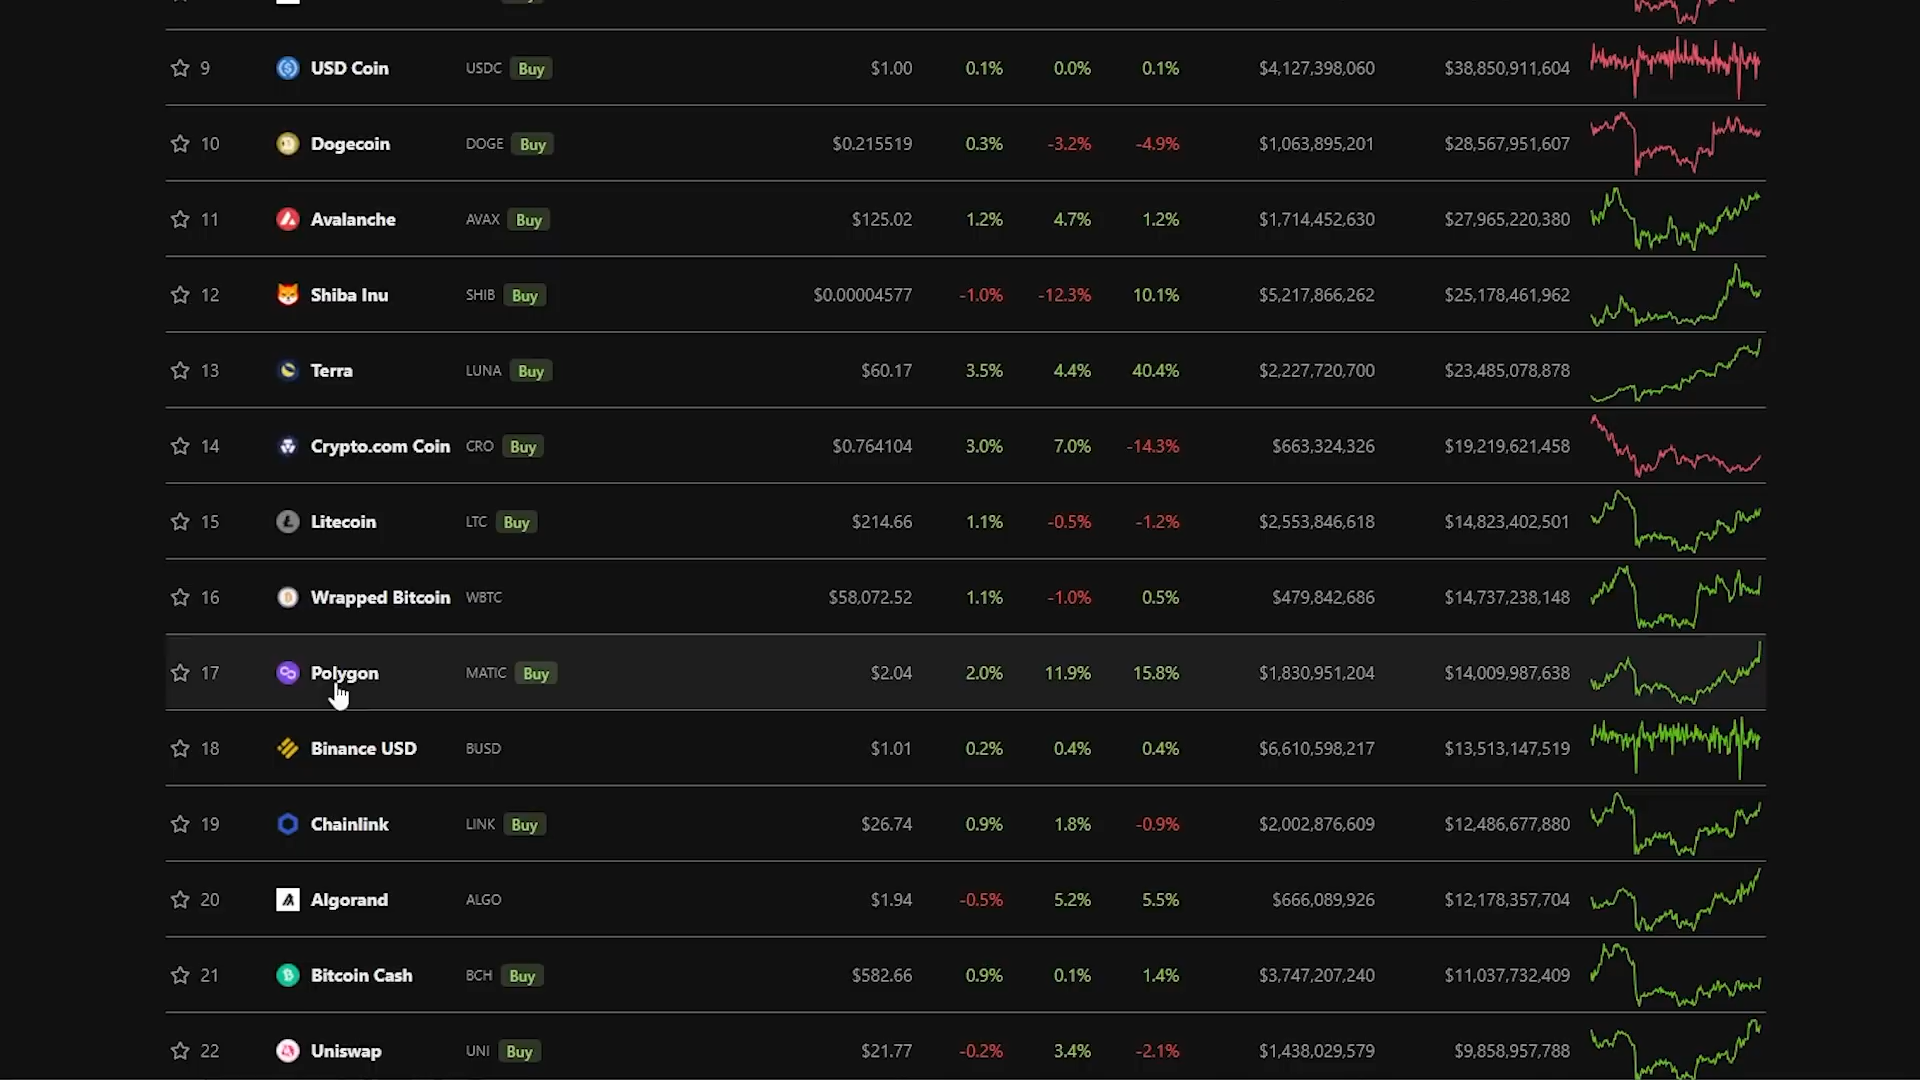 9 USD Coin USDC Buy $1.00 0.1% 0.0% 0.1% $4,127,398,060 $38,850,911,604
10 Dogecoin DOGE Buy $0.215519 0.3% -3.2% -4.9% $1,063,895,201 $28,567,951,607
11 Avalanche AVAX Buy $125.02 1.2% 4.7% 1.2% $1,714,452,630 $27,965,220,380
12 Shiba Inu SHIB Buy $0.00004577 -1.0% -12.3% 10.1% $5,217,866,262 $25,178,461,962
13 Terra LUNA Buy $60.17 3.5% 4.4% 40.4% $2,227,720,700 $23,485,078,878
14 Crypto.com Coin CRO Buy $0.764104 3.0% 7.0% -14.3% $663,324,326 $19,219,621,458
15 Litecoin LTC Buy $214.66 1.1% -0.5% -1.2% $2,553,846,618 $14,823,402,501
16 Wrapped Bitcoin WBTC $58,072.52 1.1% -1.0% 0.5% $479,842,686 $14,737,238,148
17 Polygon MATIC Buy $2.04 2.0% 11.9% 15.8% $1,830,951,204 $14,009,987,638
18 Binance USD BUSD $1.01 0.2% 0.4% 0.4% $6,610,598,217 $13,513,147,519
19 Chainlink LINK Buy $26.74 0.9% 1.8% -0.9% $2,002,876,609 $12,486,677,880
20 Algorand ALGO $1.94 -0.5% 5.2% 5.5% $666,089,926 $12,178,357,704
21 Bitcoin Cash BCH Buy $582.66 0.9% 0.1% 1.4% $3,747,207,240 $11,037,732,409
22 Uniswap UNI Buy $21.77 -0.2% 3.4% -2.1% $1,438,029,579 $9,858,957,788